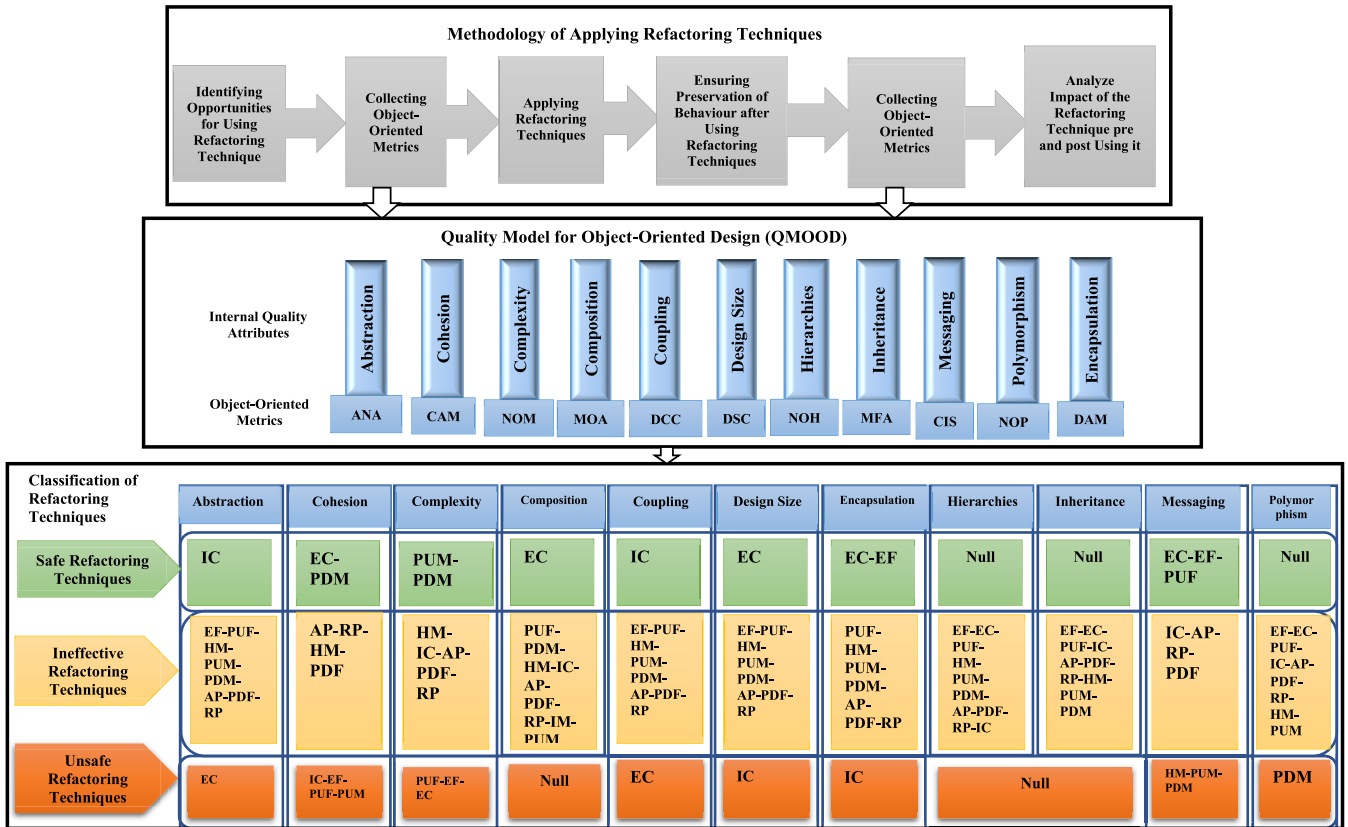 Methodology of Applying Refactoring Techniques
Identifying
Opportunities
for Using
Refactoring
Technique
Collecting
Object-
Oriented
Metrics
Applying
Refactoring
Techniques
Ensuring
Preservation of
Behaviour after
Using
Refactoring
Techniques
Collecting
Object-
Oriented
Metrics
Analyze
Impact of the
Refactoring
Technique pre
and post Using it
Quality Model for Object-Oriented Design (QMOOD)
Internal Quality
Attributes
Abstraction
Cohesion
Complexity
Composition
Coupling
Design Size
Hierarchies
Inheritance
Messaging
Polymorphism
Encapsulation
Object-Oriented
Metrics
ANA
CAM
NOM
MOA
DCC
DSC
NOH
MFA
CIS
NOP
DAM
Classification of
Refactoring
Techniques
Abstraction
Cohesion
Complexity
Composition
Coupling
Design Size
Encapsulation
Hierarchies
Inheritance
Messaging
Polymor
phism
Safe Refactoring
Techniques
IC
EC-
PDM
PUM-
PDM
EC
IC
EC
EC-EF
Null
Null
EC-EF-
PUF
Null
Ineffective
Refactoring
Techniques
EF-PUF-
HM-
PUM-
PDM-
AP-PDF-
RP
AP-RP-
HM-
PDF
HM-
IC-AP-
PDF-
RP
PUF-
PDM-
HM-IC-
AP-
PDF-
RP-IM-
PUM
EF-PUF-
HM-
PUM-
PDM-
AP-PDF-
RP
EF-PUF-
HM-
PUM-
PDM-
AP-PDF-
RP
PUF-
HM-
PUM-
PDM-
AP-
PDF-RP
EF-EC-
PUF-
HM-
PUM-
PDM-
AP-PDF-
RP-IC
EF-EC-
PUF-IC-
AP-PDF-
RP-HM-
PUM-
PDM
IC-AP-
RP-
PDF
EF-EC-
PUF-
IC-AP-
PDF-
RP-
HM-
PUM
Unsafe
Refactoring
Techniques
EC
IC-EF-
PUF-PUM
PUF-EF-
EC
Null
EC
IC
IC
Null
HM-PUM-
PDM
PDM